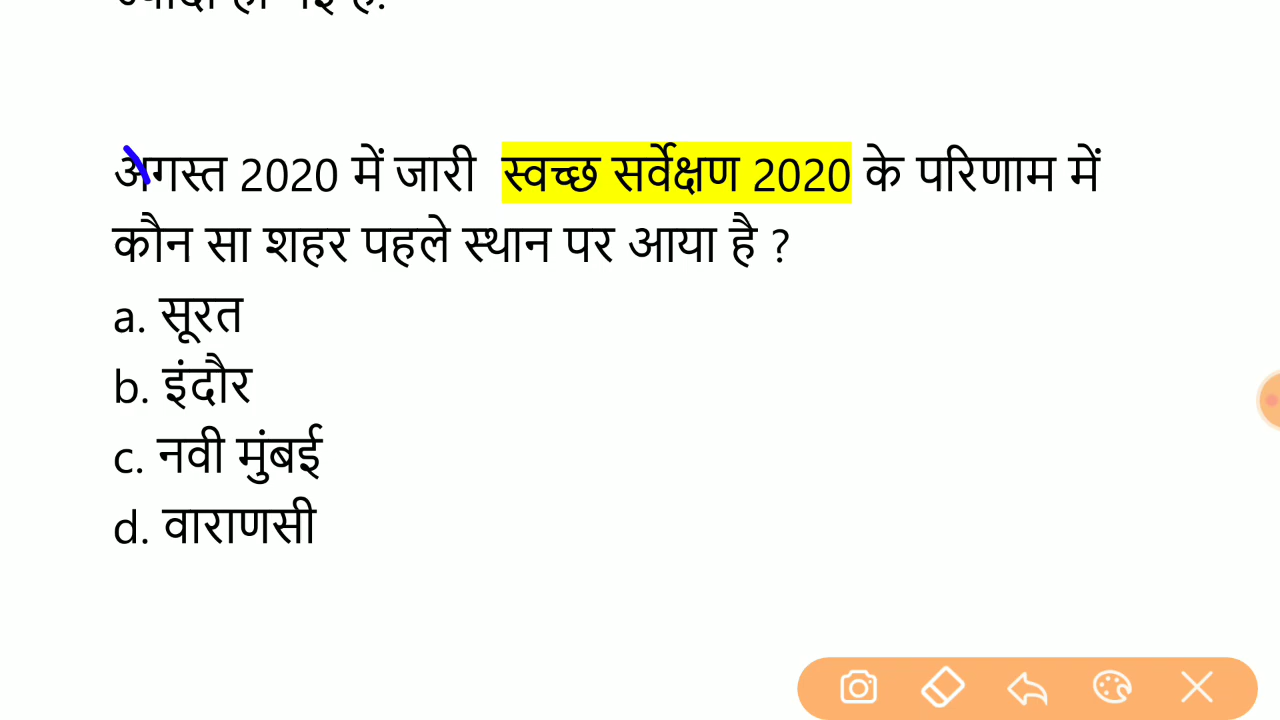 अगस्त 2020 में जारी स्वच्छ सर्वेक्षण 2020 के परिणाम में
कौन सा शहर पहले स्थान पर आया है ?
a. सूरत
b. इंदौर
c. नवी मुंबई
d. वाराणसी